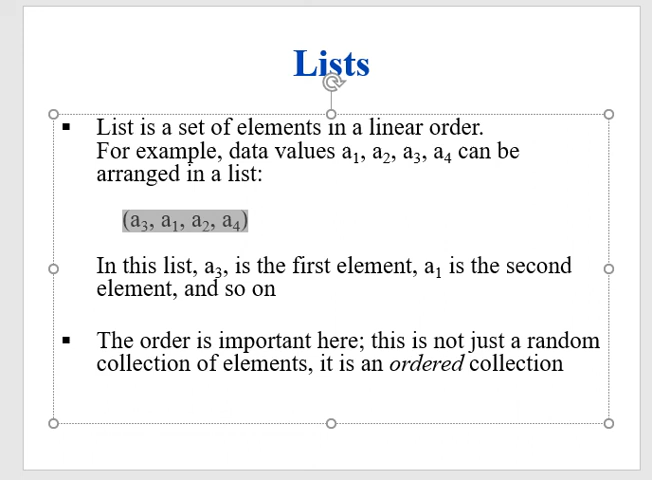 Lists
▪ List is a set of elements in a linear order.
For example, data values a₁, a₂, a₃, a₄ can be
arranged in a list:
(a₃, a₁, a₂, a₄)
In this list, a₃, is the first element, a₁ is the second
element, and so on
▪ The order is important here; this is not just a random
collection of elements, it is an ordered collection